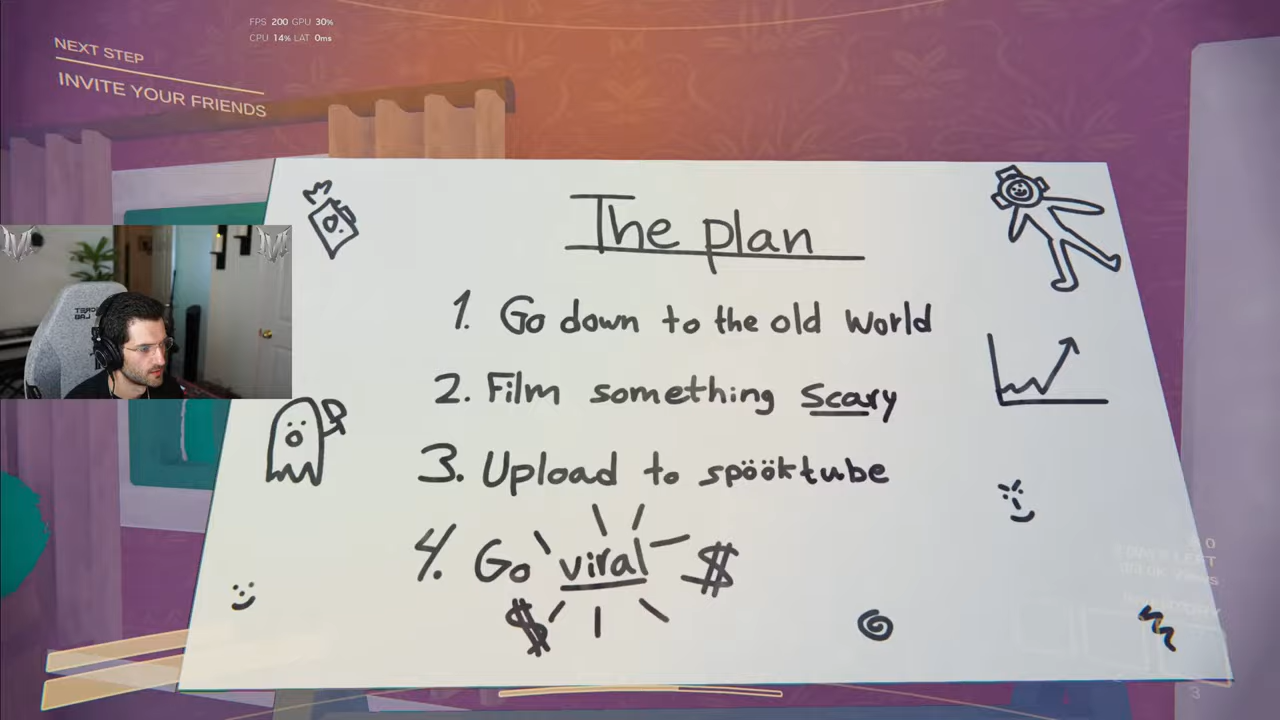 FPS 200 GPU 30%
CPU 14% LAT 0ms
NEXT STEP
INVITE YOUR FRIENDS
The plan
1. Go down to the old world
2. Film something scary
3. Upload to spööktube
4. Go viral $
$
3